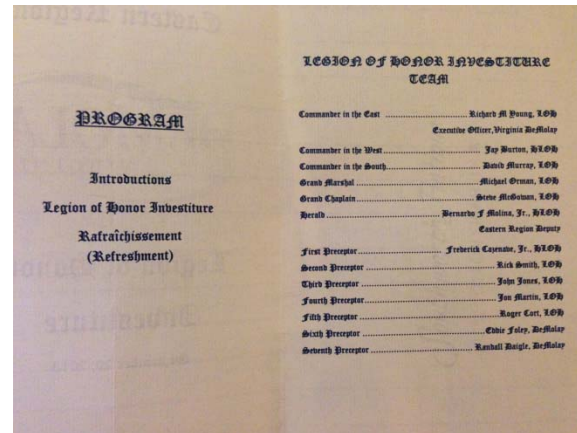 PROGRAM
Introductions
Legion of Honor Investiture
Rafraîchissement
(Refreshment)
LEGION OF HONOR INVESTITURE
TEAM
Commander in the East ........................ Richard M Young, LOH
Executive Officer, Virginia DeMolay
Commander in the West ........................ Jay Burton, HLOH
Commander in the South ........................ David Murray, LOH
Grand Marshal ........................ Michael Orman, LOH
Grand Chaplain ........................ Steve McGowan, LOH
Herald ........................ Bernardo F Molina, Jr., HLOH
Eastern Region Deputy
First Preceptor ........................ Frederick Cazenave, Jr., HLOH
Second Preceptor ........................ Rick Smith, LOH
Third Preceptor ........................ John Jones, LOH
Fourth Preceptor ........................ Jon Martin, LOH
Fifth Preceptor ........................ Roger Cort, LOH
Sixth Preceptor ........................ Eddie Foley, DeMolay
Seventh Preceptor ........................ Randall Daigle, DeMolay